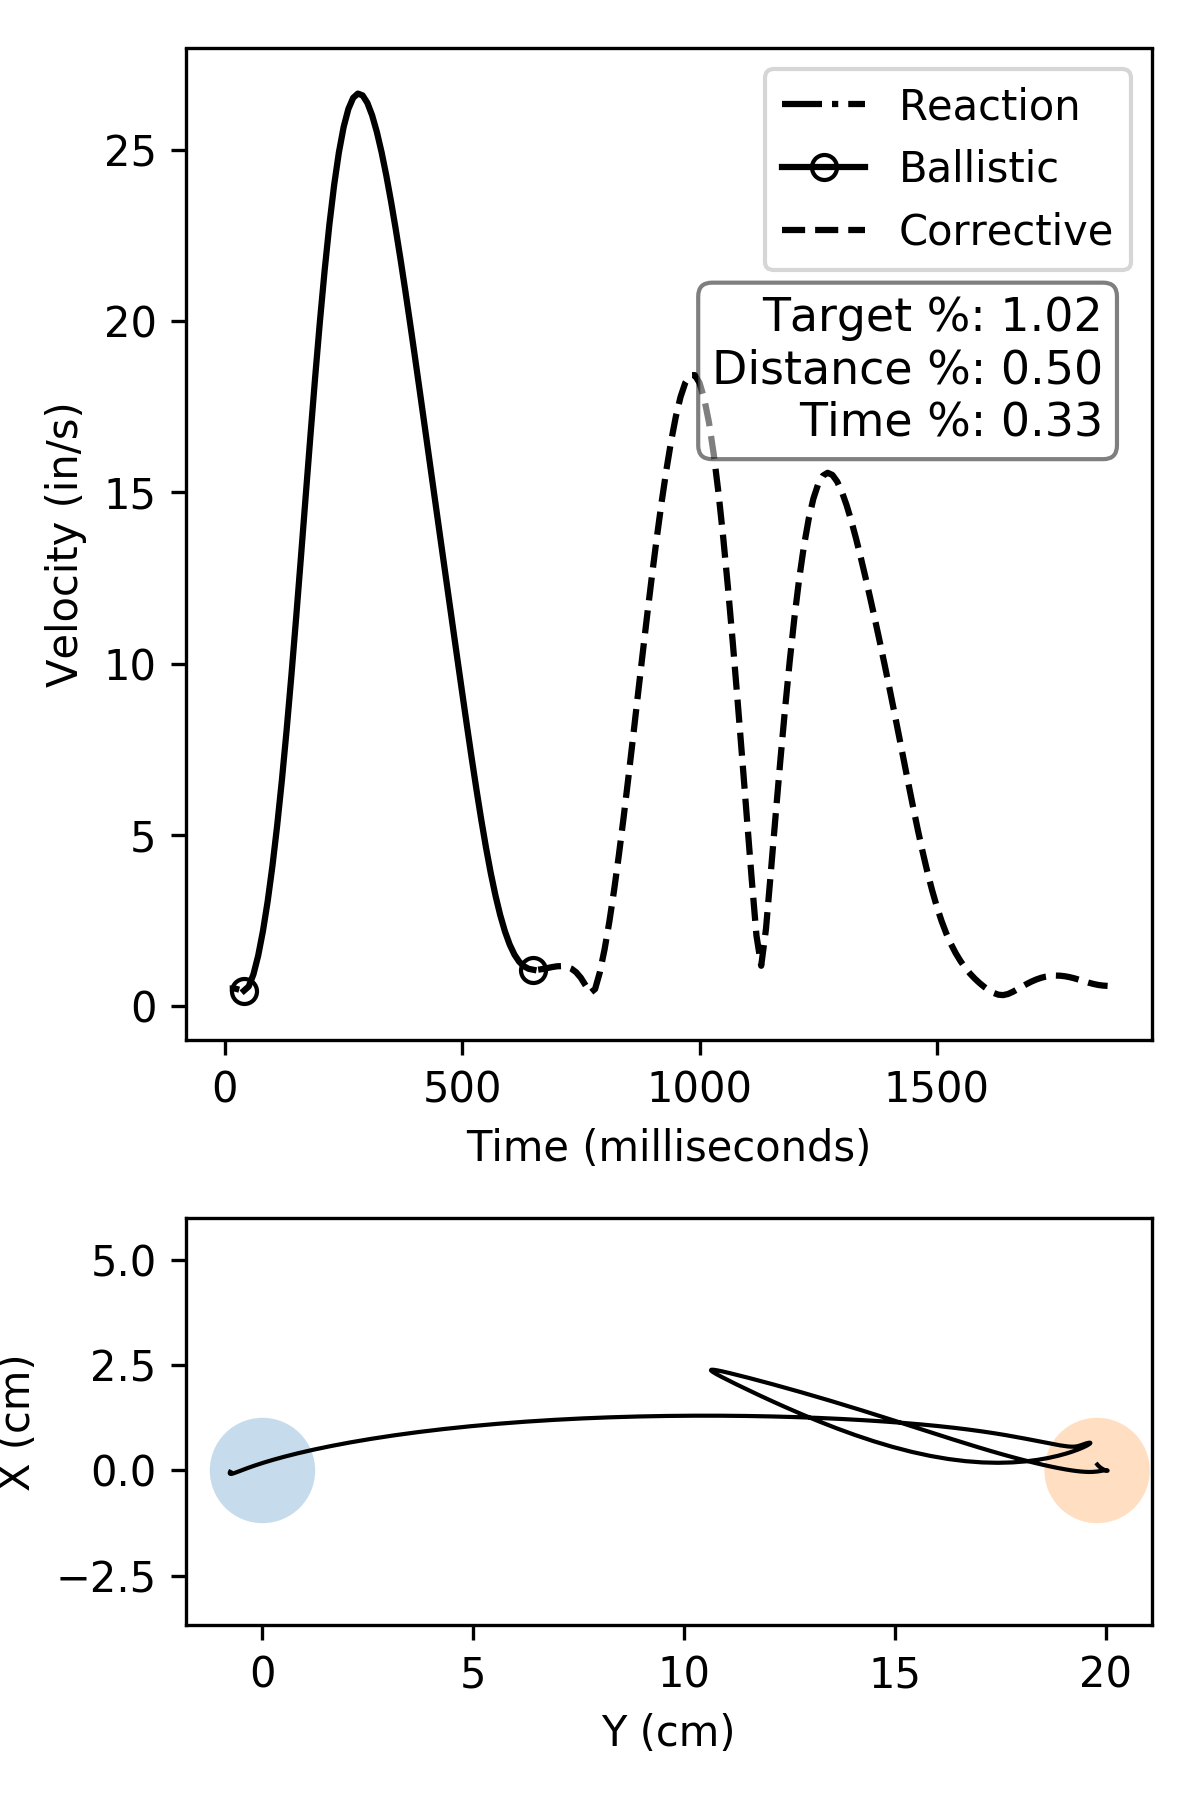 Reaction
Ballistic
Corrective
Target %: 1.02
Distance %: 0.50
Time %: 0.33
Velocity (in/s)
25
20
15
10
5
0
0 500 1000 1500
Time (milliseconds)
X (cm)
5.0
2.5
0.0
−2.5
0 5 10 15 20
Y (cm)